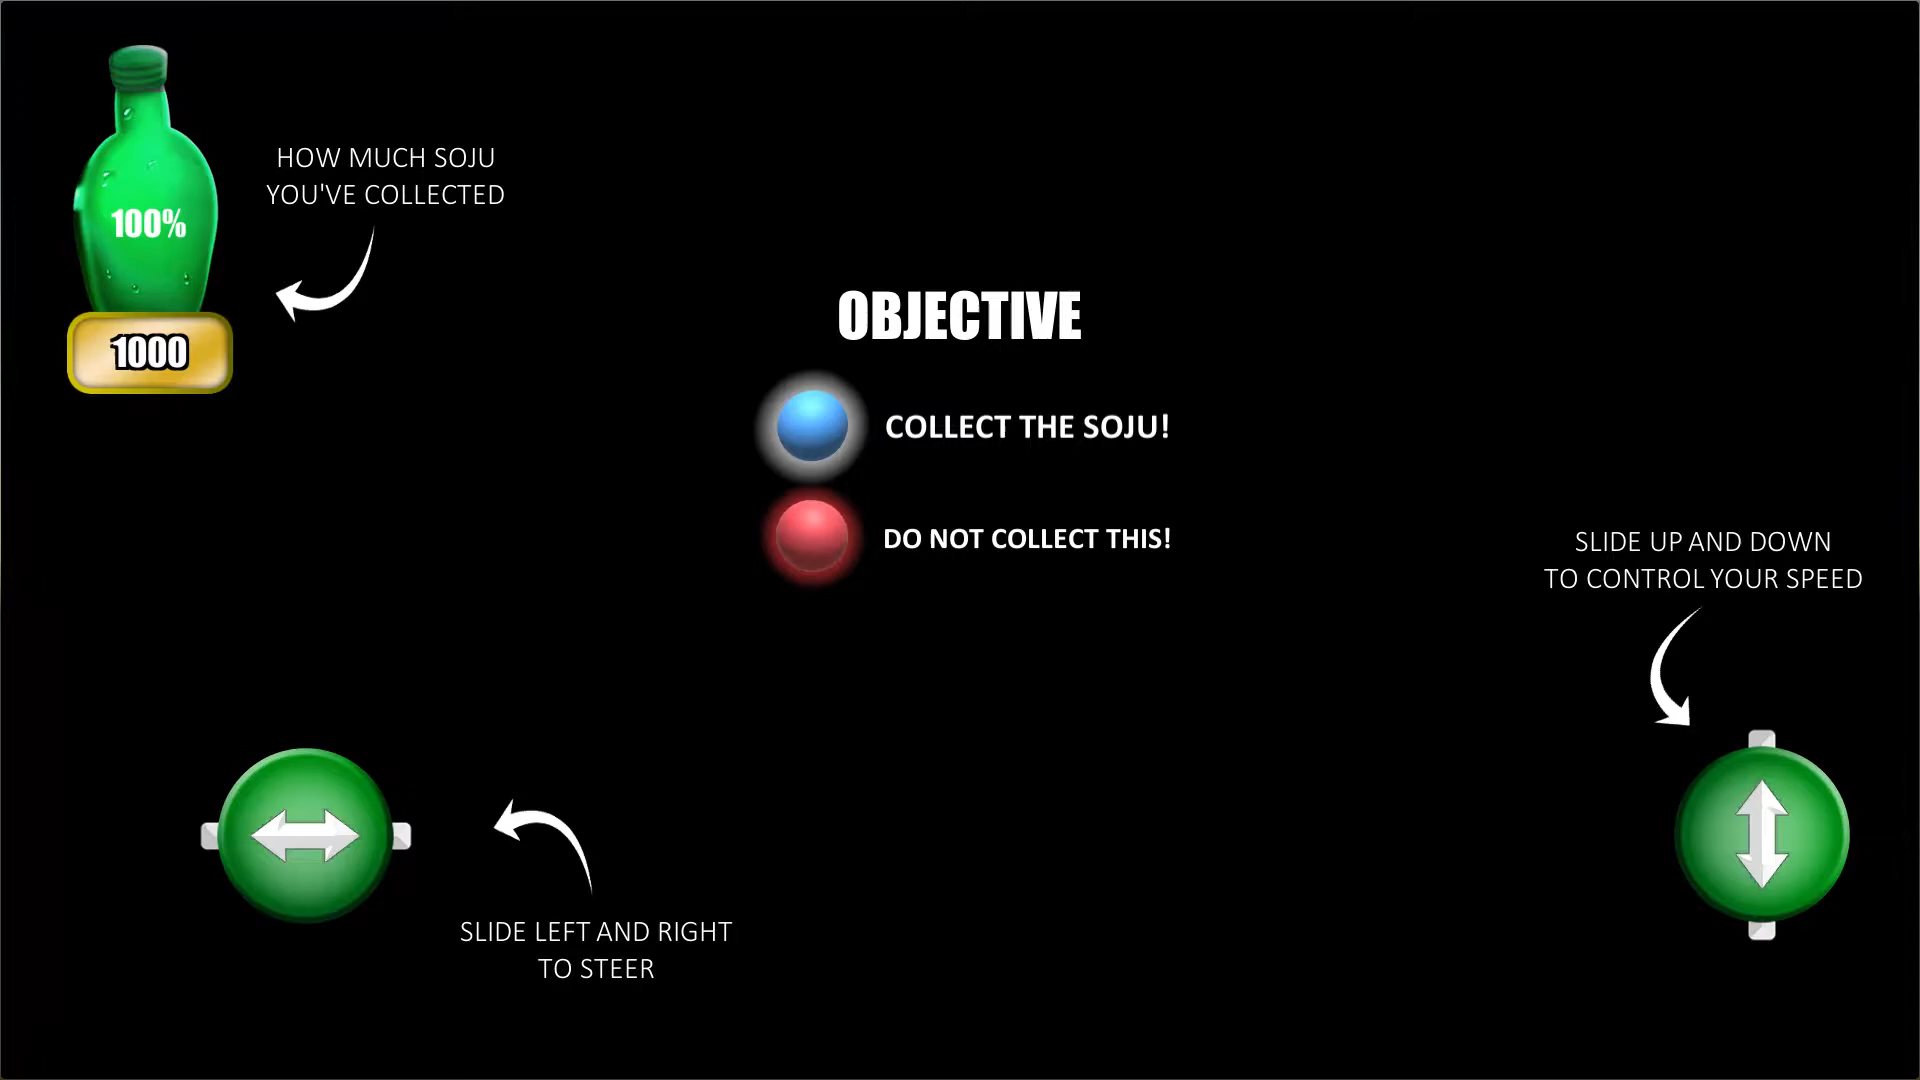 HOW MUCH SOJU
YOU'VE COLLECTED
100%
1000
OBJECTIVE
COLLECT THE SOJU!
DO NOT COLLECT THIS!
SLIDE UP AND DOWN
TO CONTROL YOUR SPEED
SLIDE LEFT AND RIGHT
TO STEER